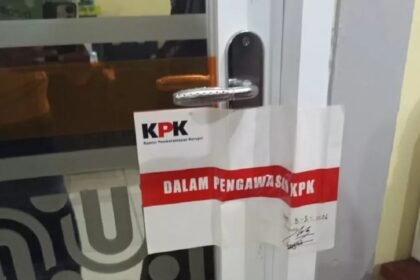 KPK
Komisi Pemberantasan Korupsi
DALAM PENGAWASAN KPK